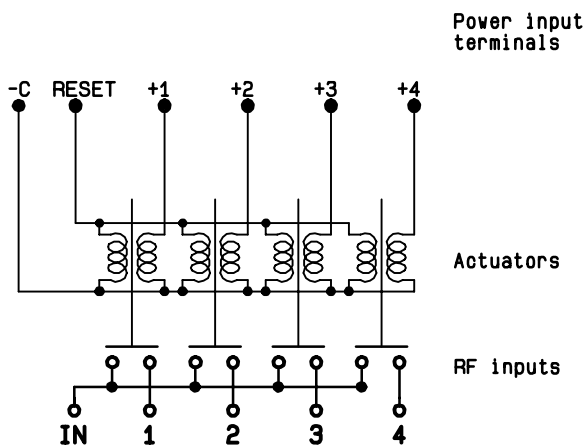 Power input
terminals
-C RESET +1 +2 +3 +4
Actuators
RF inputs
IN 1 2 3 4